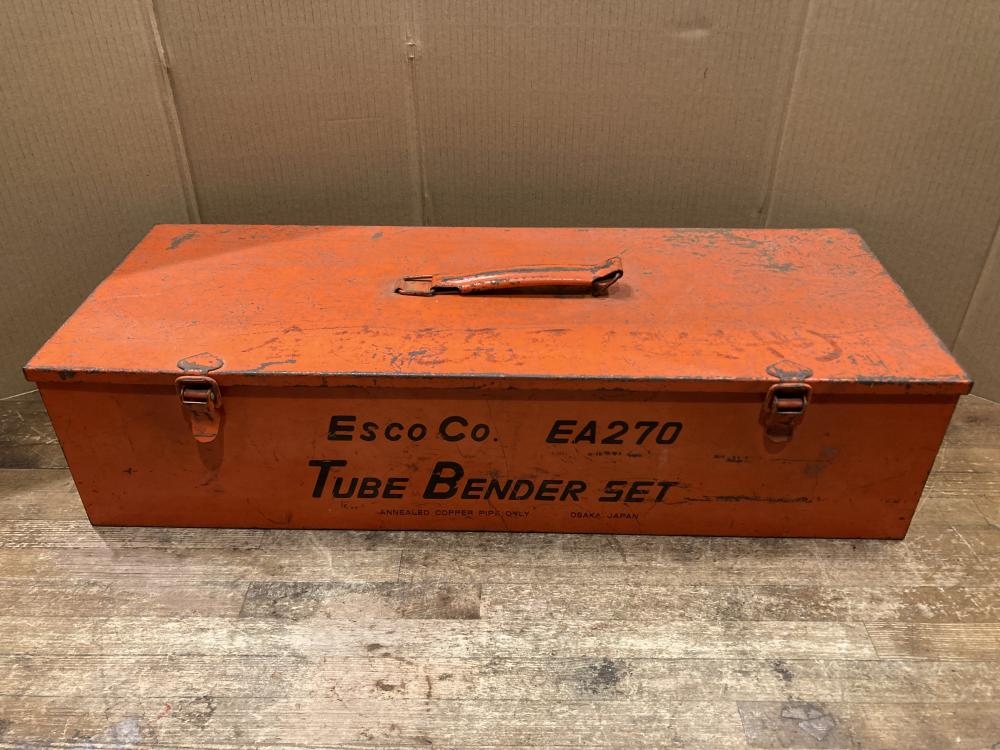 Esco Co. EA270
Tube Bender Set
ANNEALED COPPER PIPE ONLY OSAKA JAPAN